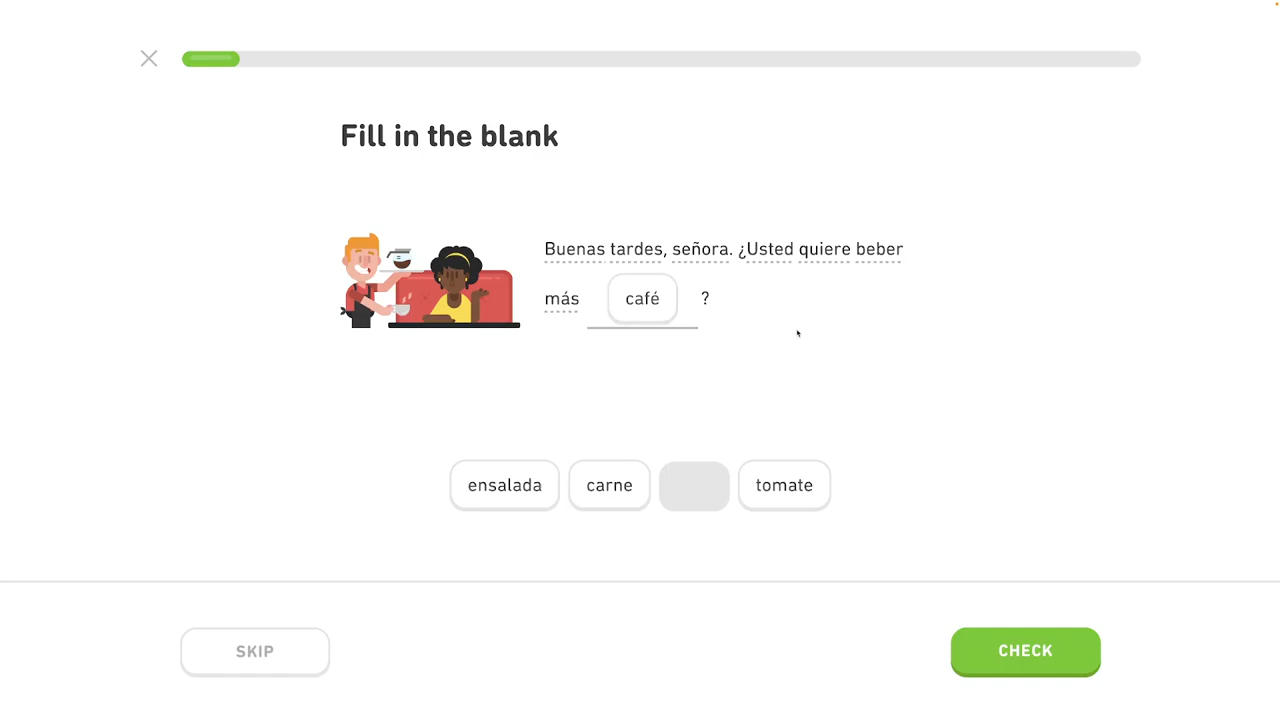 Fill in the blank
Buenas tardes, señora. ¿Usted quiere beber
más café ?
ensalada carne tomate
SKIP CHECK